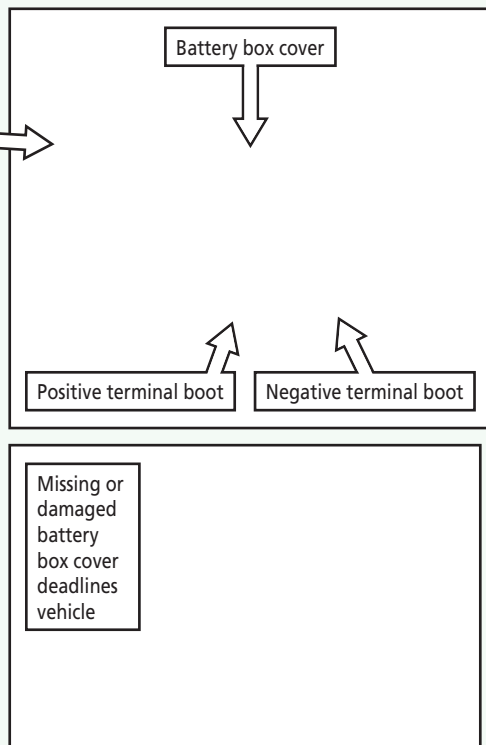 Battery box cover
Positive terminal boot
Negative terminal boot
Missing or
damaged
battery
box cover
deadlines
vehicle